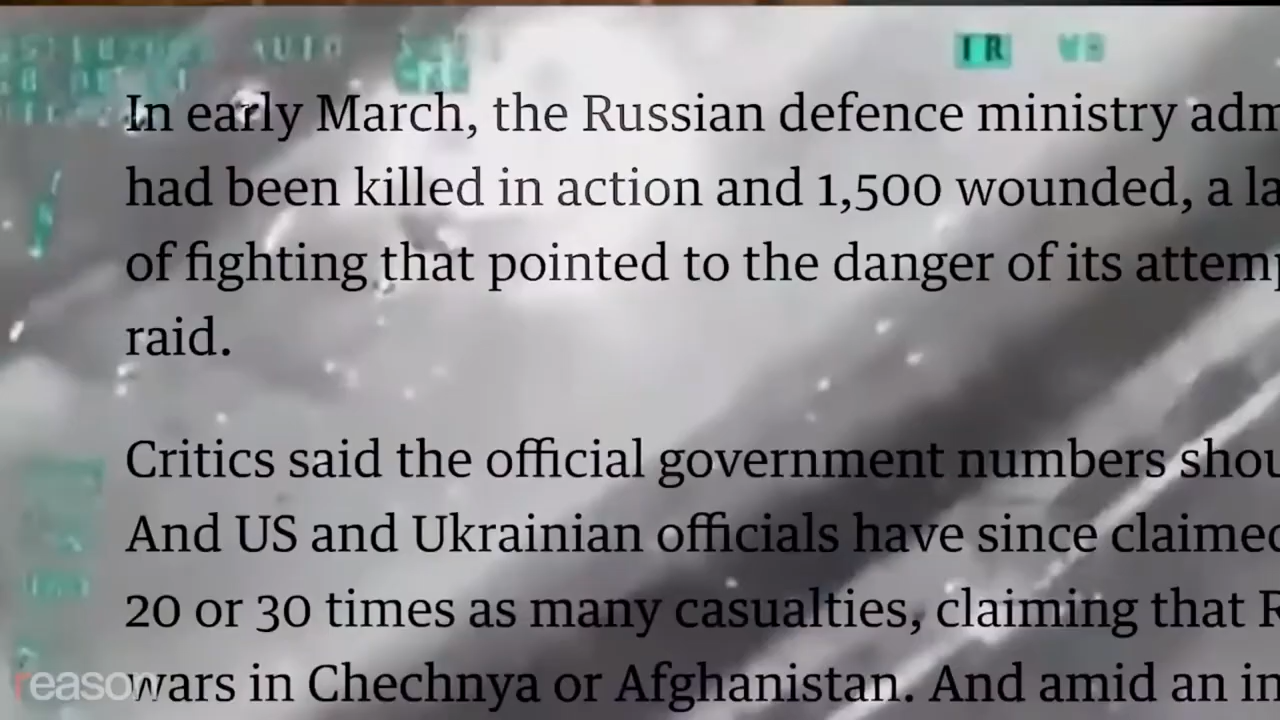 AUTO
IR
In early March, the Russian defence ministry adm
had been killed in action and 1,500 wounded, a la
of fighting that pointed to the danger of its attemp
raid.
Critics said the official government numbers shou
And US and Ukrainian officials have since claimed
20 or 30 times as many casualties, claiming that R
wars in Chechnya or Afghanistan. And amid an in
reason